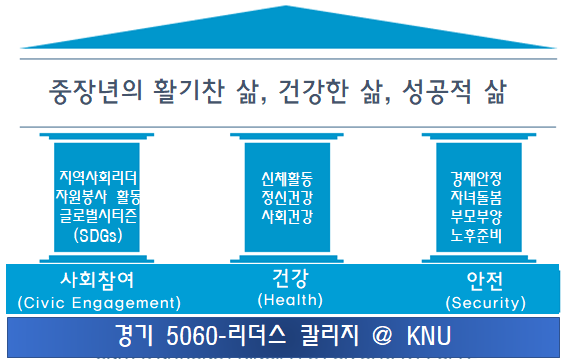 중장년의 활기찬 삶, 건강한 삶, 성공적 삶
지역사회리더
자원봉사 활동
글로벌시티즌
(SDGs)
신체활동
정신건강
사회건강
경제안정
자녀돌봄
부모부양
노후준비
사회참여
(Civic Engagement)
건강
(Health)
안전
(Security)
경기 5060-리더스 칼리지 @ KNU